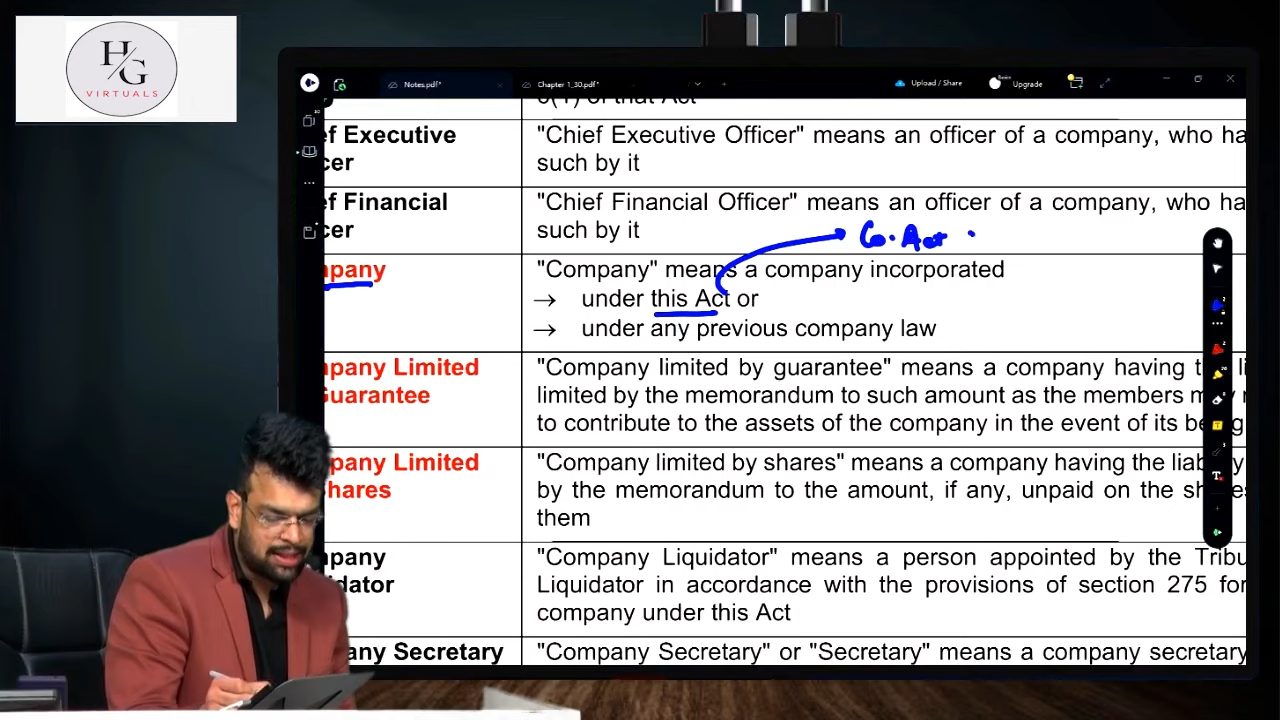 H/G
VIRTUALS
Notes.pdf*
Chapter 1_30.pdf*
Upload / Share
Basics
Upgrade
of that Act
ef Executive
cer
"Chief Executive Officer" means an officer of a company, who ha
such by it
ef Financial
cer
"Chief Financial Officer" means an officer of a company, who ha
such by it
Co. Act
mpany
"Company" means a company incorporated
→ under this Act or
→ under any previous company law
mpany Limited
Guarantee
"Company limited by guarantee" means a company having
limited by the memorandum to such amount as the members
to contribute to the assets of the company in the event of its
mpany Limited
Shares
"Company limited by shares" means a company having the
by the memorandum to the amount, if any, unpaid on the
them
mpany
idator
"Company Liquidator" means a person appointed by the Tribu
Liquidator in accordance with the provisions of section 275 for
company under this Act
any Secretary
"Company Secretary" or "Secretary" means a company secretary